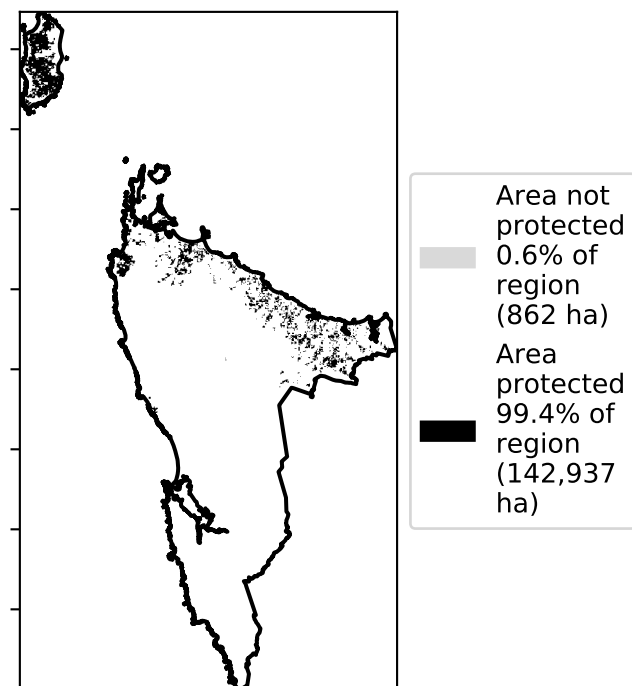 Area not
protected
0.6% of
region
(862 ha)
Area
protected
99.4% of
region
(142,937
ha)